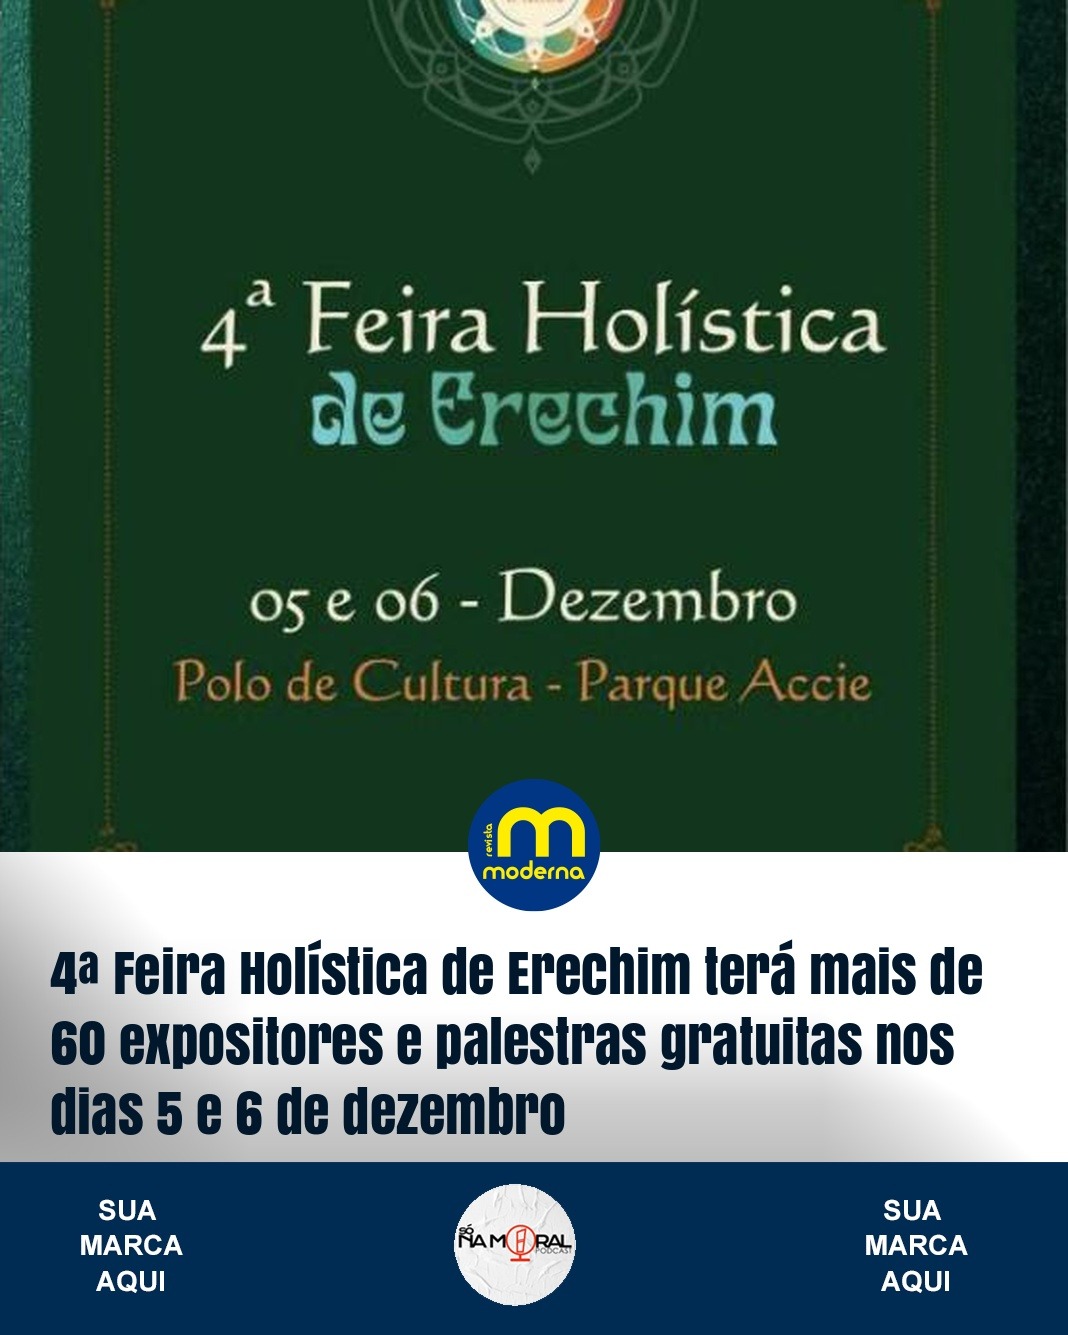 4ª Feira Holística
de Erechim
05 e 06 - Dezembro
Polo de Cultura - Parque Accie
revista
m
moderna
4ª Feira Holística de Erechim terá mais de
60 expositores e palestras gratuitas nos
dias 5 e 6 de dezembro
SUA
MARCA
AQUI
SÓ
NA MORAL
PODCAST
SUA
MARCA
AQUI